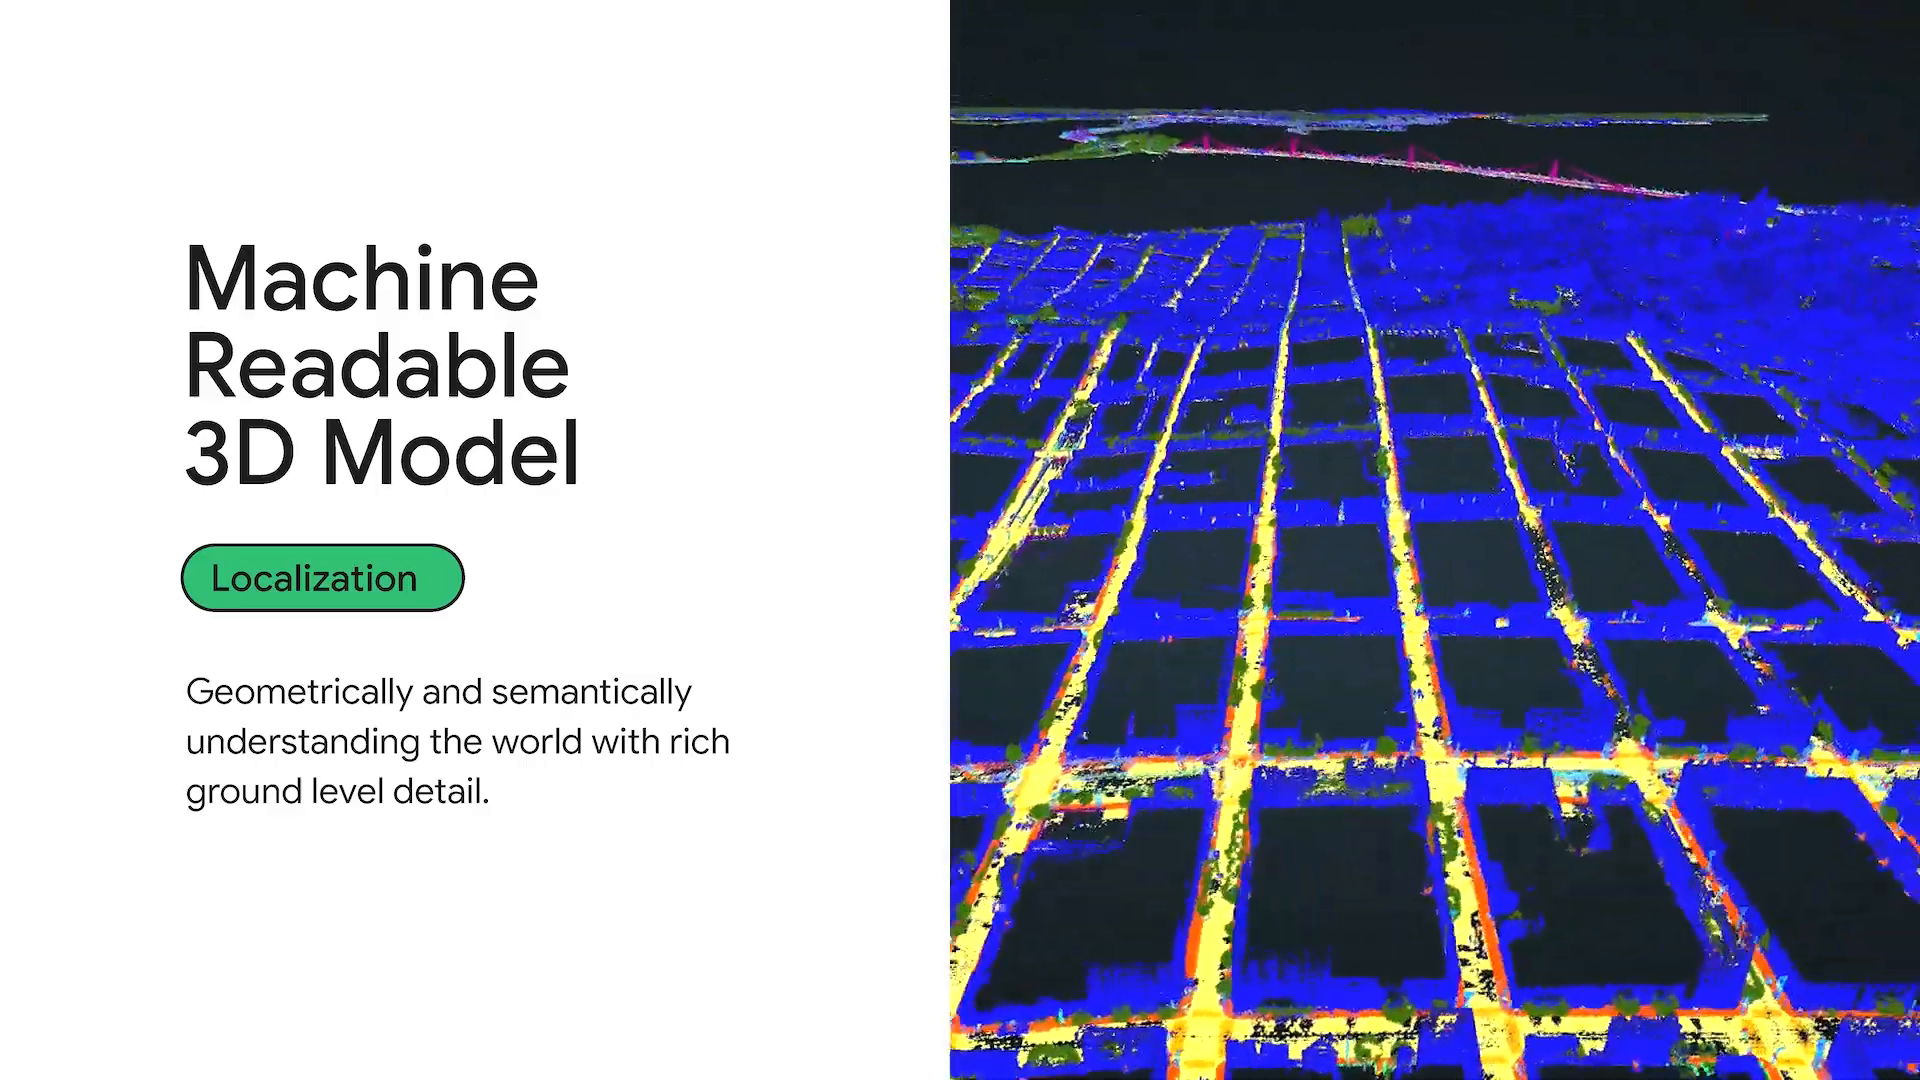 Machine
Readable
3D Model
Localization
Geometrically and semantically
understanding the world with rich
ground level detail.